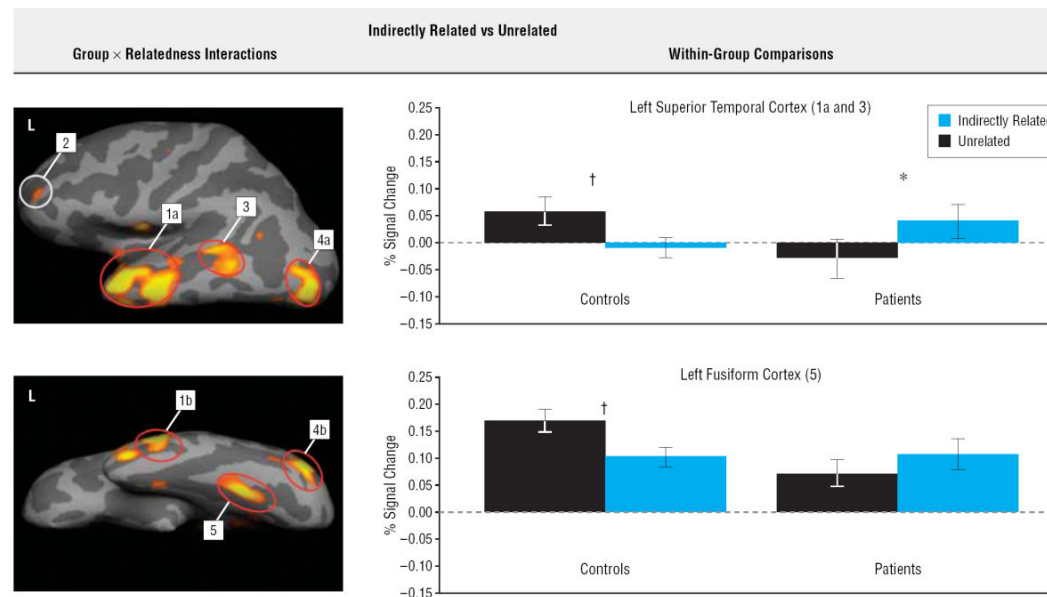 Indirectly Related vs Unrelated
Group × Relatedness Interactions
Within-Group Comparisons
L
2
1a
3
4a
Left Superior Temporal Cortex (1a and 3)
Indirectly Related
Unrelated
% Signal Change
0.25
0.20
0.15
0.10
0.05
0.00
−0.05
−0.10
−0.15
†
*
Controls
Patients
L
1b
4b
5
Left Fusiform Cortex (5)
% Signal Change
0.25
0.20
0.15
0.10
0.05
0.00
−0.05
−0.10
−0.15
†
Controls
Patients